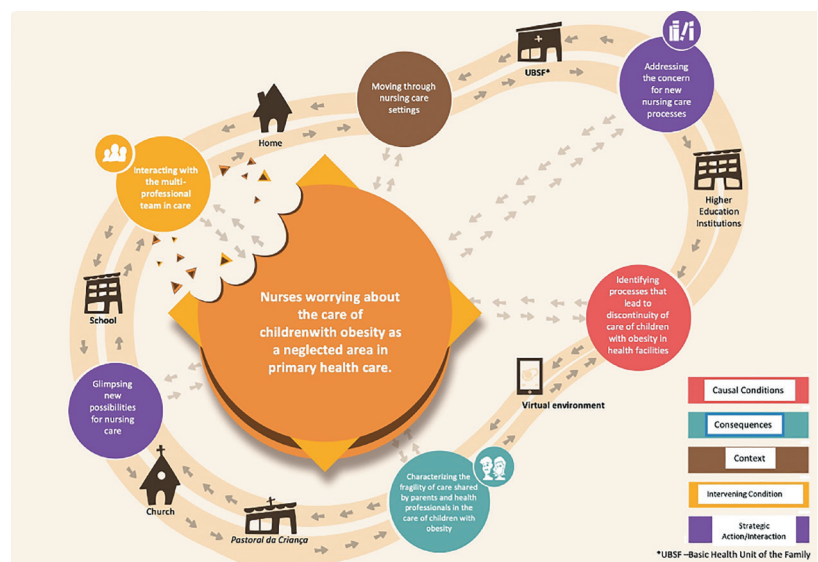 UBSF*
Addressing
the concern
for new
nursing care
processes
Moving through
nursing care
settings
Home
Interacting with
the multi-
professional
team in care
Higher
Education
Institutions
Nurses worrying about
the care of
childrenwith obesity as
a neglected area in
primary health care.
Identifying
processes that
lead to
discontinuity of
care of children
with obesity in
health facilities
School
Glimpsing
new
possibilities
for nursing
care
Virtual environment
Church
Pastoral da Criança
Characterizing the
fragility of care shared
by parents and health
professionals in the
care of children with
obesity
Causal Conditions
Consequences
Context
Intervening Condition
Strategic
Action/Interaction
*UBSF –Basic Health Unit of the Family